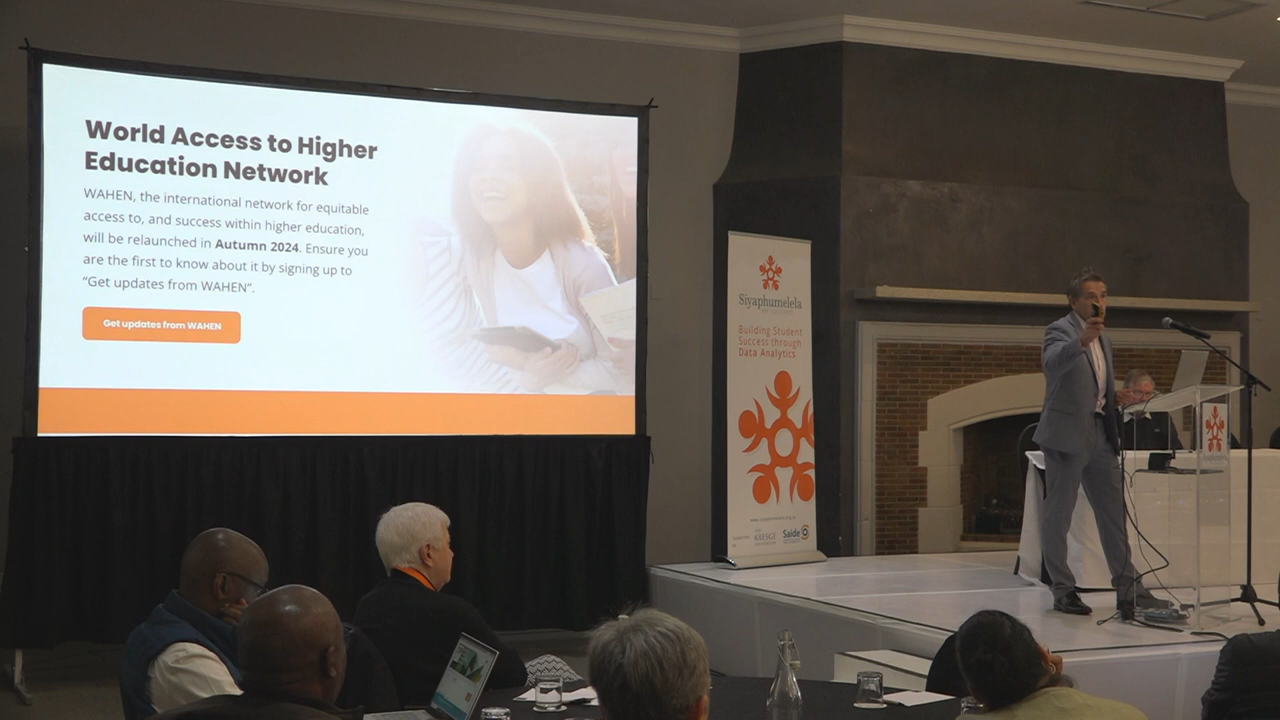 World Access to Higher
Education Network
WAHEN, the international network for equitable
access to, and success within higher education,
will be relaunched in Autumn 2024. Ensure you
are the first to know about it by signing up to
“Get updates from WAHEN”.
Get updates from WAHEN
Siyaphumelela
Building Student
Success through
Data Analytics
KRESGE
Saide